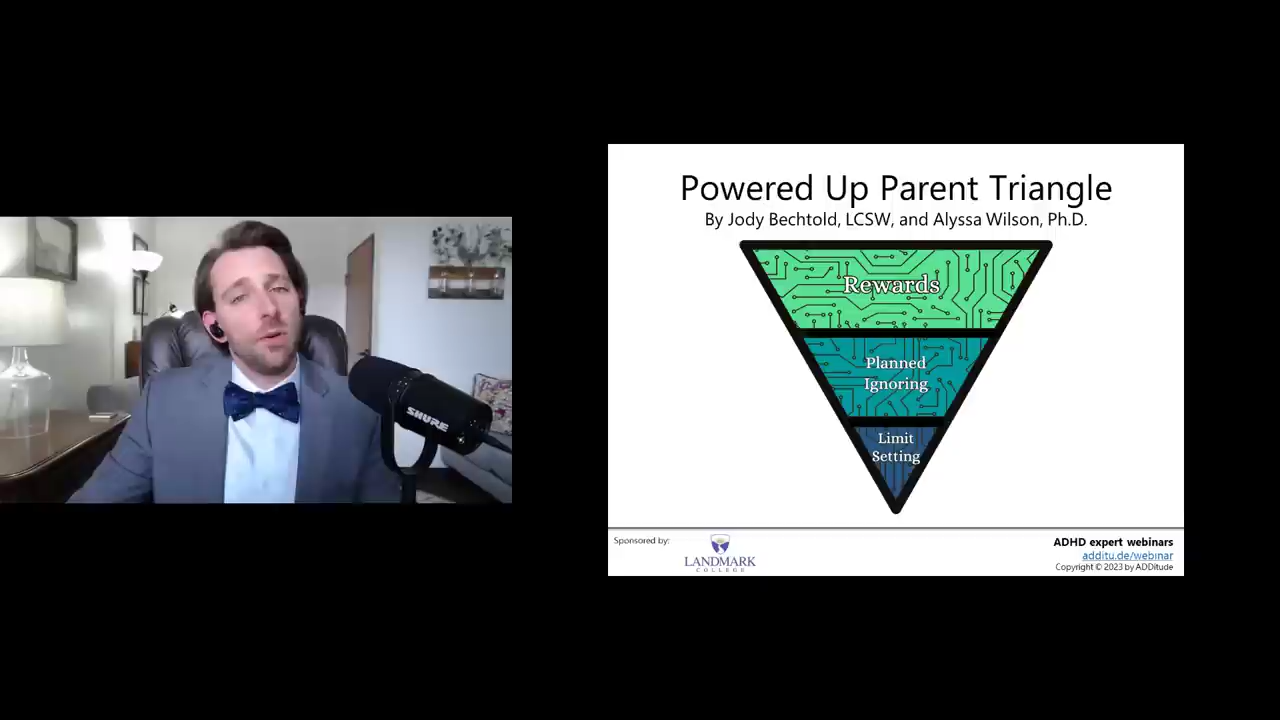 SHURE
Powered Up Parent Triangle
By Jody Bechtold, LCSW, and Alyssa Wilson, Ph.D.
Rewards
Planned
Ignoring
Limit
Setting
Sponsored by:
LANDMARK
COLLEGE
ADHD expert webinars
additu.de/webinar
Copyright © 2023 by ADDitude